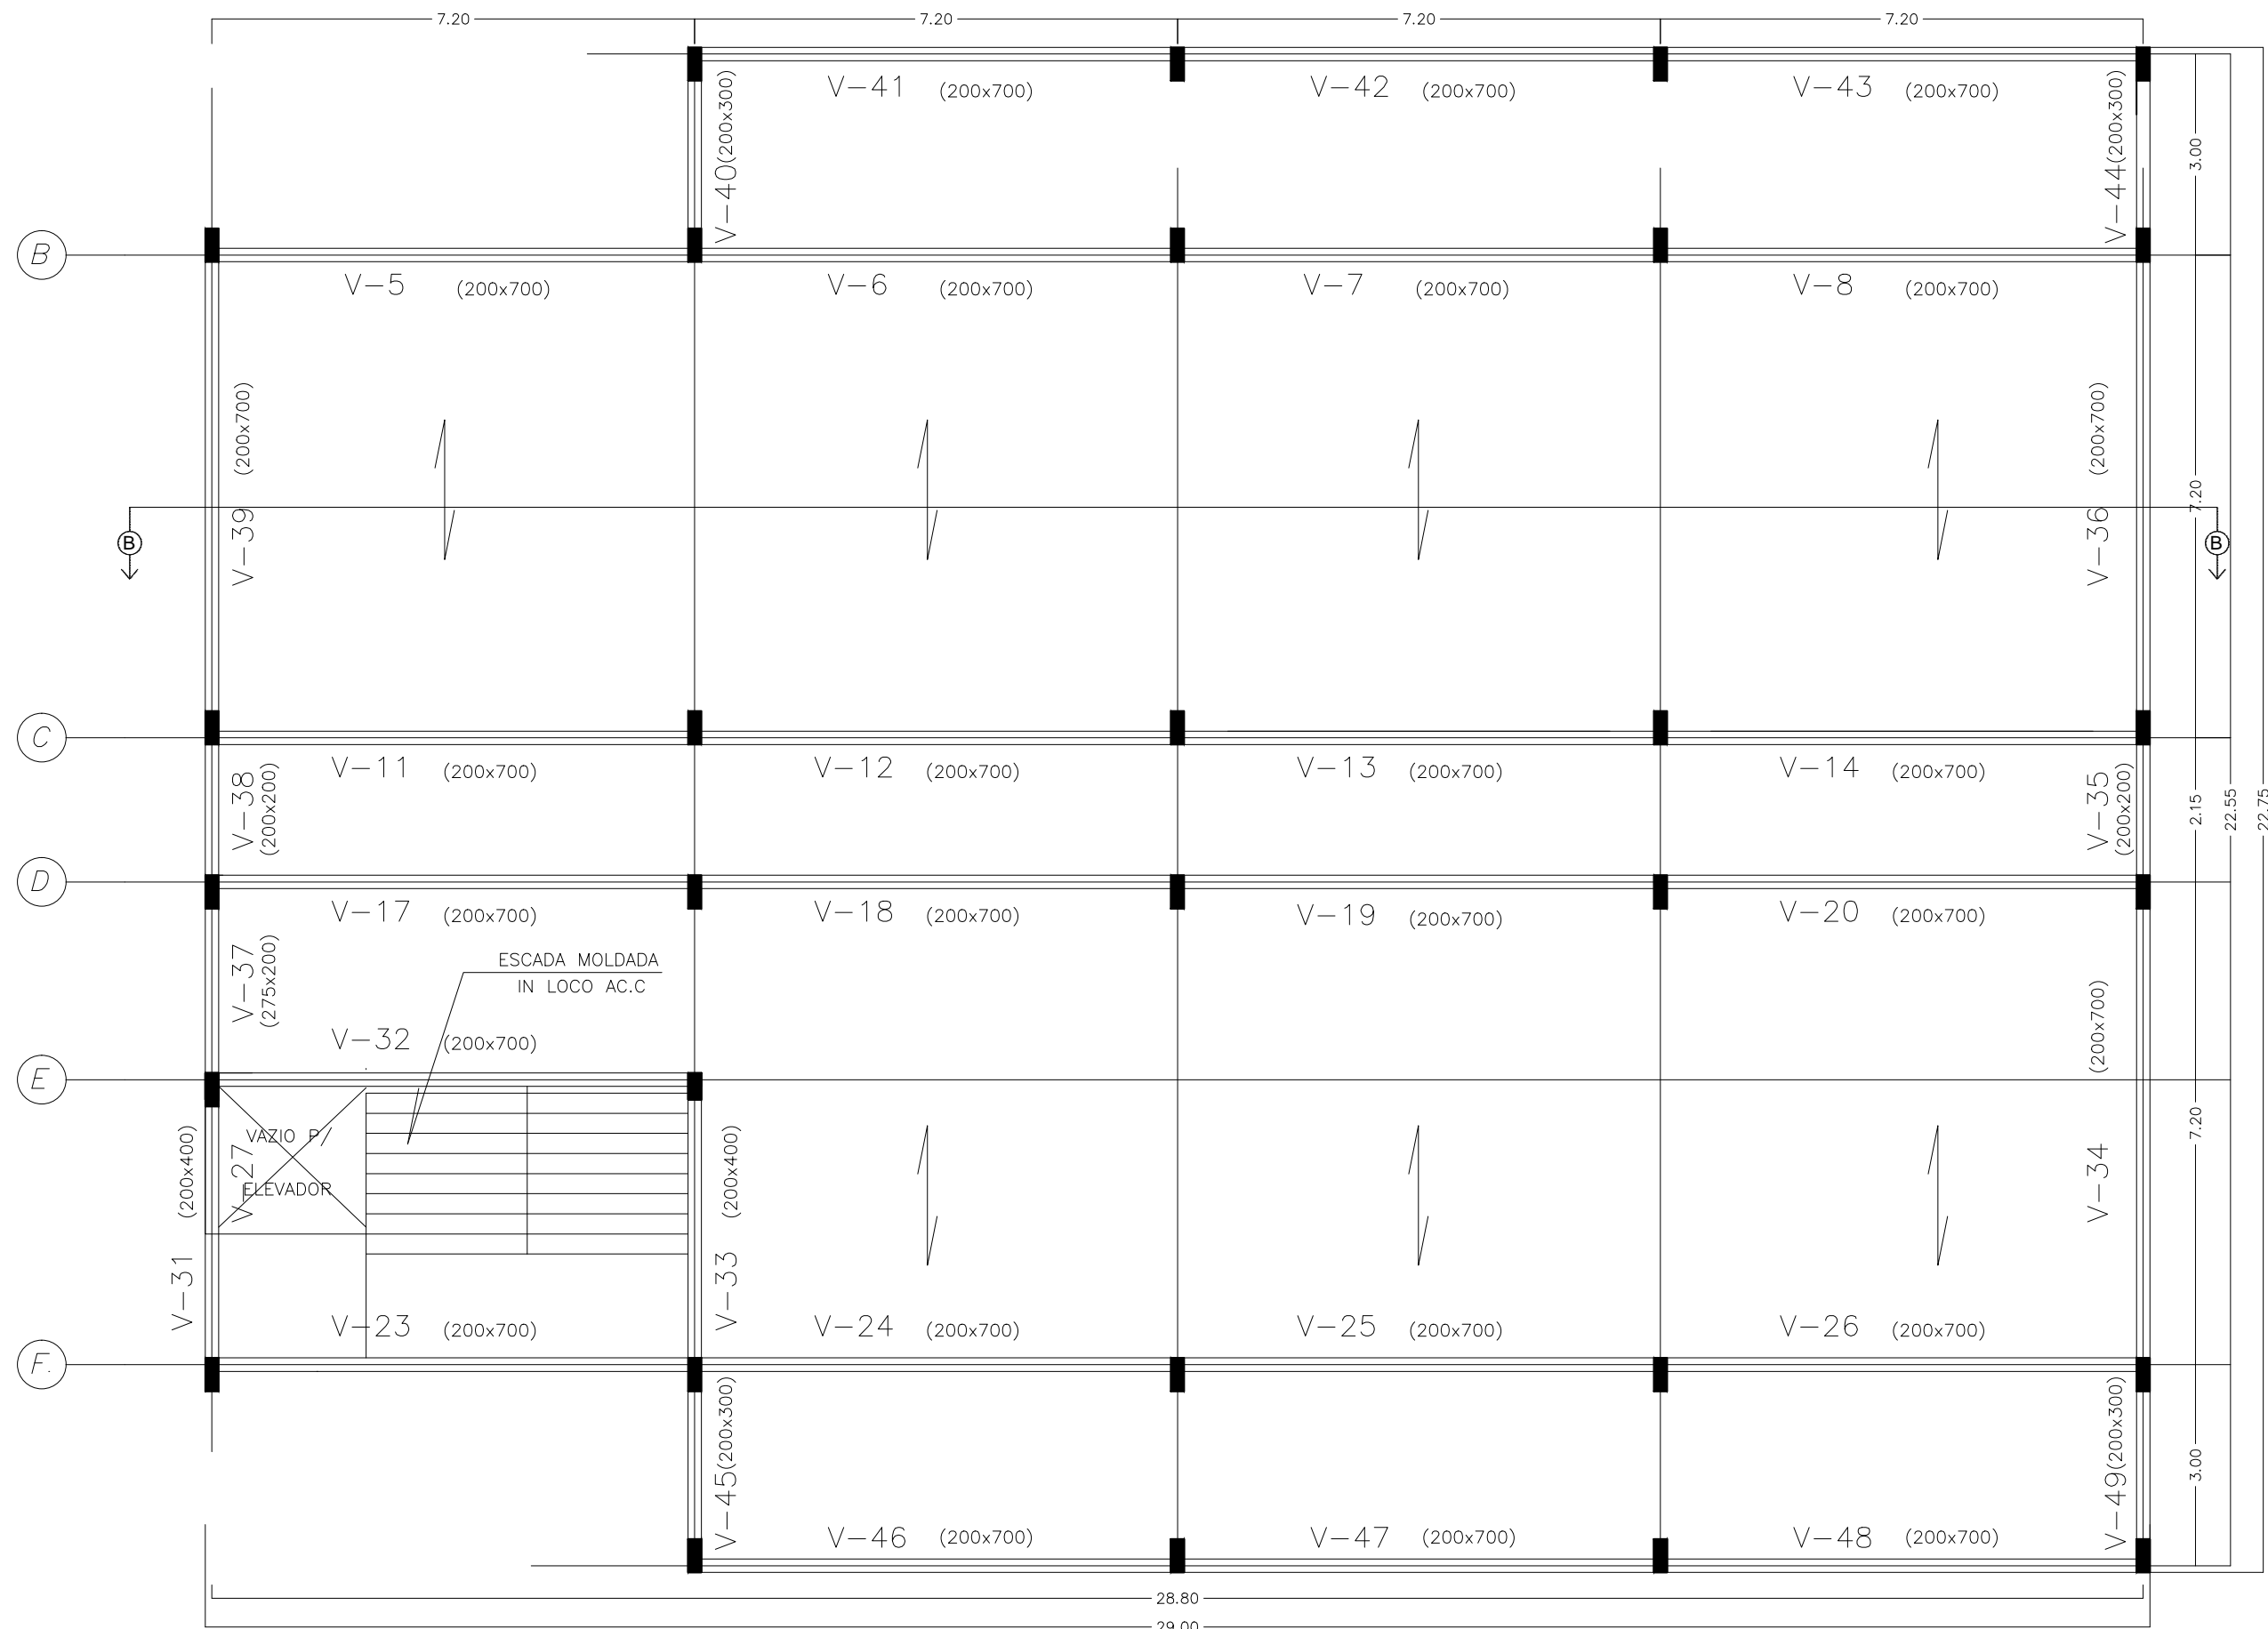 7.20 7.20 7.20 7.20
V-41 (200x700) V-42 (200x700) V-43 (200x700)
V-40(200x300)
V-44(200x300)
3.00
B
V-5 (200x700) V-6 (200x700) V-7 (200x700) V-8 (200x700)
V-39 (200x700)
V-36 (200x700)
7.20
B B
C
V-11 (200x700) V-12 (200x700) V-13 (200x700) V-14 (200x700)
V-38
(200x200)
V-35
(200x200)
2.15
22.55
22.75
D
V-17 (200x700) V-18 (200x700) V-19 (200x700) V-20 (200x700)
V-37
(275x200)
ESCADA MOLDADA
IN LOCO AC.C
V-32 (200x700)
E
VAZIO P/
ELEVADOR
V-27
V-31 (200x400)
V-33 (200x400)
V-34 (200x700)
7.20
V-23 (200x700) V-24 (200x700) V-25 (200x700) V-26 (200x700)
F.
V-45(200x300)
V-49(200x300)
3.00
V-46 (200x700) V-47 (200x700) V-48 (200x700)
28.80
29.00